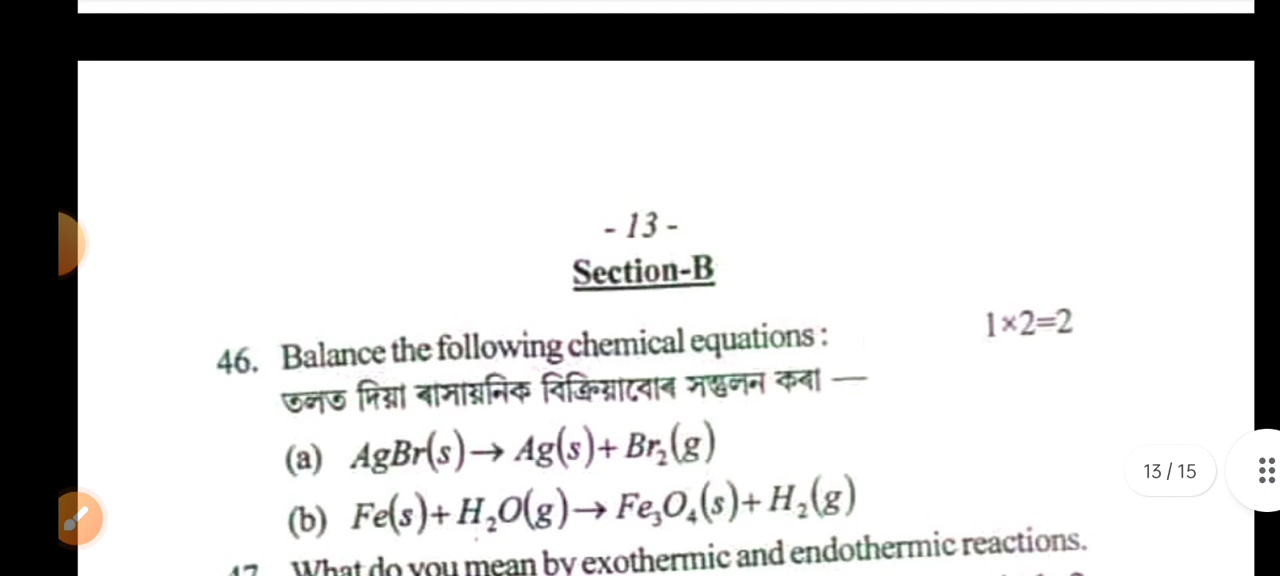 - 13 -
Section-B
46. Balance the following chemical equations : 1×2=2
তলত দিয়া ৰাসায়নিক বিক্ৰিয়াবোৰ সন্তুলন কৰা —
(a) AgBr(s)→ Ag(s)+ Br₂(g)
(b) Fe(s)+ H₂O(g)→ Fe₃O₄(s)+ H₂(g)
13 / 15
47. What do you mean by exothermic and endothermic reactions.